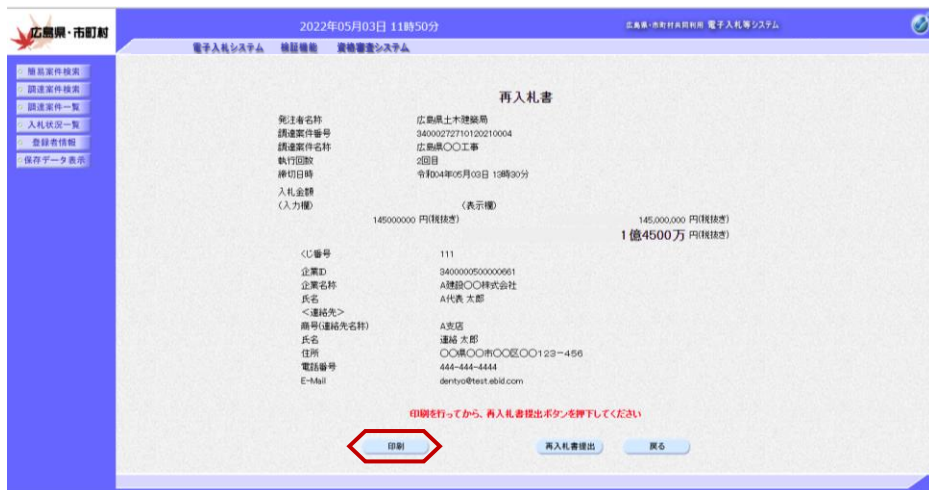 広島県・市町村
2022年05月03日 11時50分
広島県・市町村共同利用 電子入札等システム
電子入札システム 検証機能 資格審査システム
簡易案件検索
調達案件検索
調達案件一覧
入札状況一覧
登録者情報
保存データ表示
再入札書
発注者名称 広島県土木建築局
調達案件番号 34000272710120210004
調達案件名称 広島県〇〇工事
執行回数 2回目
締切日時 令和04年05月03日 13時30分
入札金額
(入力欄) (表示欄)
145000000 円(税抜き) 145,000,000 円(税抜き)
1億4500万 円(税抜き)
くじ番号 111
企業ID 3400000500000661
企業名称 A建設〇〇株式会社
氏名 A代表 太郎
<連絡先>
商号(連絡先名称) A支店
氏名 連絡 太郎
住所 〇〇県〇〇市〇〇区〇〇123-456
電話番号 444-444-4444
E-Mail dentyo@test.ebid.com
印刷を行ってから、再入札書提出ボタンを押下してください
印刷 再入札書提出 戻る